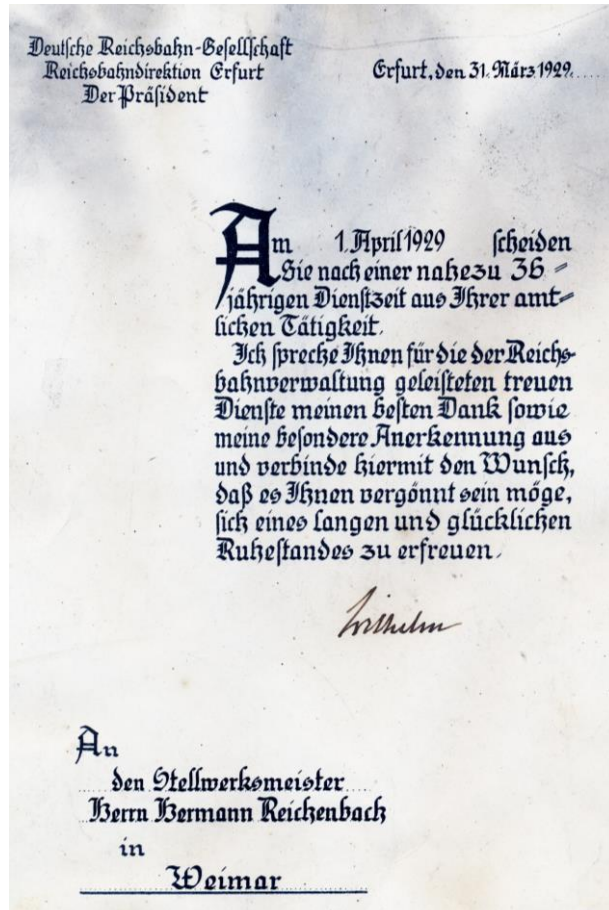 Deutsche Reichsbahn-Gesellschaft
Reichsbahndirektion Erfurt
Der Präsident
Erfurt, den 31. März 1929.
Am 1. April 1929 scheiden
Sie nach einer nahezu 36-
jährigen Dienstzeit aus Ihrer amt-
lichen Tätigkeit.
Ich spreche Ihnen für die der Reichs-
bahnverwaltung geleisteten treuen
Dienste meinen besten Dank sowie
meine besondere Anerkennung aus
und verbinde hiermit den Wunsch,
daß es Ihnen vergönnt sein möge,
sich eines langen und glücklichen
Ruhestandes zu erfreuen.
Wilhelm
An
den Stellwerksmeister
Herrn Hermann Reichenbach
in
Weimar